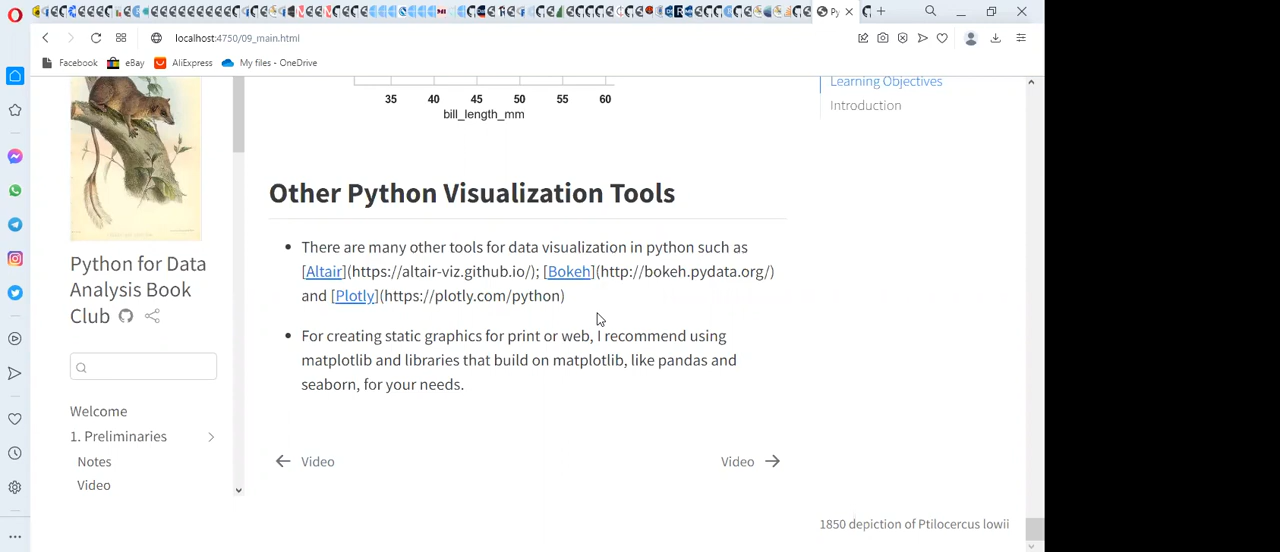 Py
localhost:4750/09_main.html
Facebook
eBay
AliExpress
My files - OneDrive
35 40 45 50 55 60
bill_length_mm
Learning Objectives
Introduction
Python for Data
Analysis Book
Club
Welcome
1. Preliminaries
Notes
Video
Other Python Visualization Tools
There are many other tools for data visualization in python such as
[Altair](https://altair-viz.github.io/); [Bokeh](http://bokeh.pydata.org/)
and [Plotly](https://plotly.com/python)
For creating static graphics for print or web, I recommend using
matplotlib and libraries that build on matplotlib, like pandas and
seaborn, for your needs.
Video
Video
1850 depiction of Ptilocercus lowii